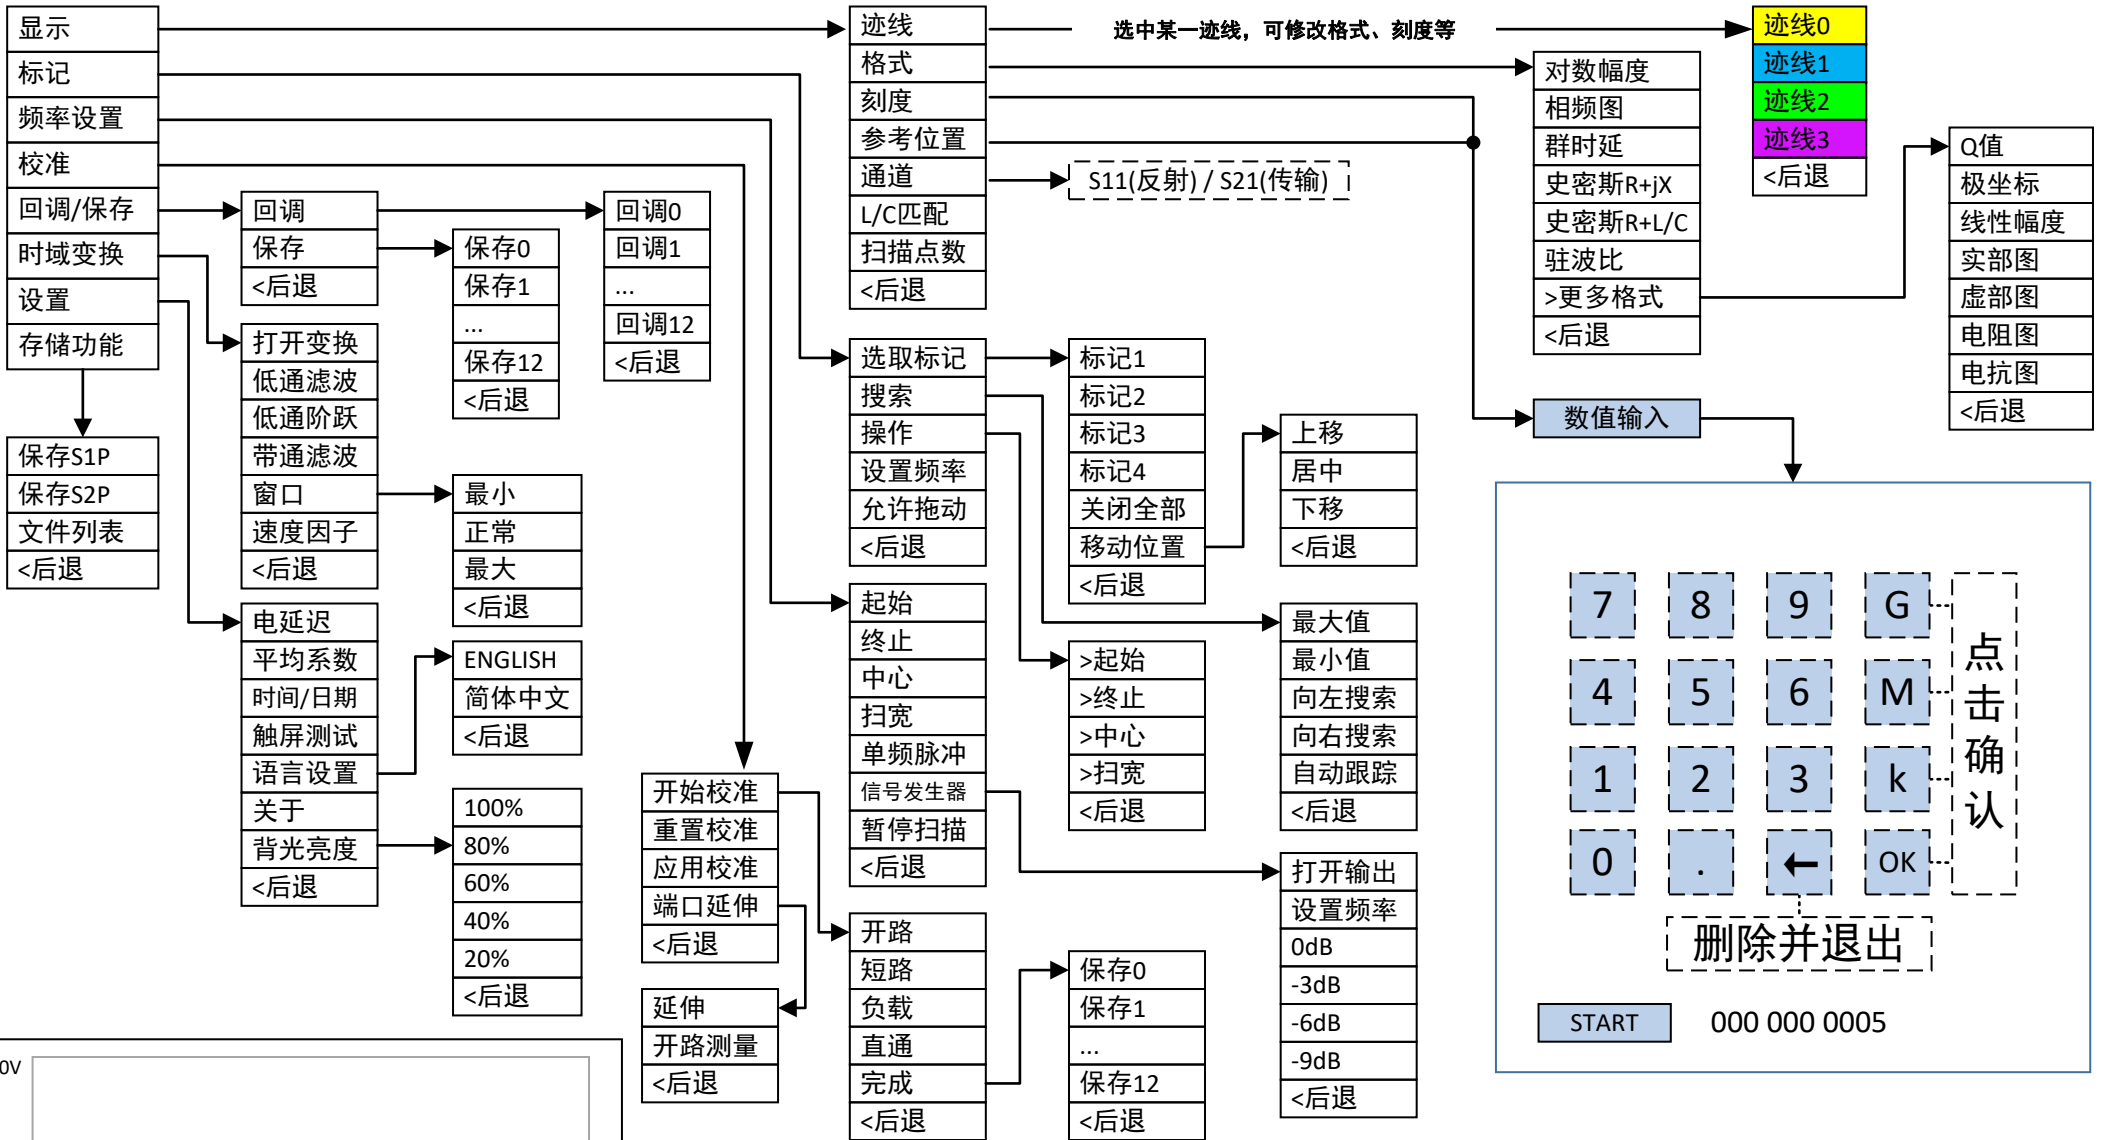 显示
标记
频率设置
校准
回调/保存
时域变换
设置
存储功能
保存S1P
保存S2P
文件列表
<后退
回调
保存
<后退
回调0
回调1
...
回调12
<后退
保存0
保存1
...
保存12
<后退
打开变换
低通滤波
低通阶跃
带通滤波
窗口
速度因子
<后退
最小
正常
最大
<后退
电延迟
平均系数
时间/日期
触屏测试
语言设置
关于
背光亮度
<后退
ENGLISH
简体中文
<后退
100%
80%
60%
40%
20%
<后退
开始校准
重置校准
应用校准
端口延伸
<后退
延伸
开路测量
<后退
迹线
格式
刻度
参考位置
通道
L/C匹配
扫描点数
<后退
选中某一迹线，可修改格式、刻度等
迹线0
迹线1
迹线2
迹线3
<后退
S11(反射) / S21(传输)
对数幅度
相频图
群时延
史密斯R+jX
史密斯R+L/C
驻波比
>更多格式
<后退
Q值
极坐标
线性幅度
实部图
虚部图
电阻图
电抗图
<后退
选取标记
搜索
操作
设置频率
允许拖动
<后退
标记1
标记2
标记3
标记4
关闭全部
移动位置
<后退
上移
居中
下移
<后退
最大值
最小值
向左搜索
向右搜索
自动跟踪
<后退
>起始
>终止
>中心
>扫宽
<后退
起始
终止
中心
扫宽
单频脉冲
信号发生器
暂停扫描
<后退
打开输出
设置频率
0dB
-3dB
-6dB
-9dB
<后退
开路
短路
负载
直通
完成
<后退
保存0
保存1
...
保存12
<后退
数值输入
7 8 9 G
4 5 6 M
1 2 3 k
0 . ← OK
点击确认
删除并退出
START 000 000 0005
0V